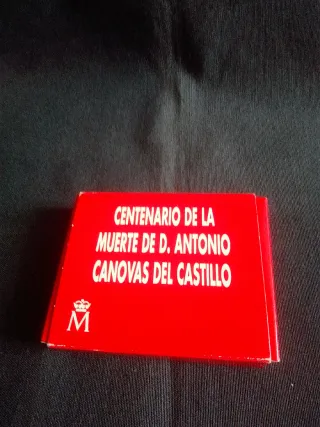 CENTENARIO DE LA
MUERTE DE D. ANTONIO
CANOVAS DEL CASTILLO
M